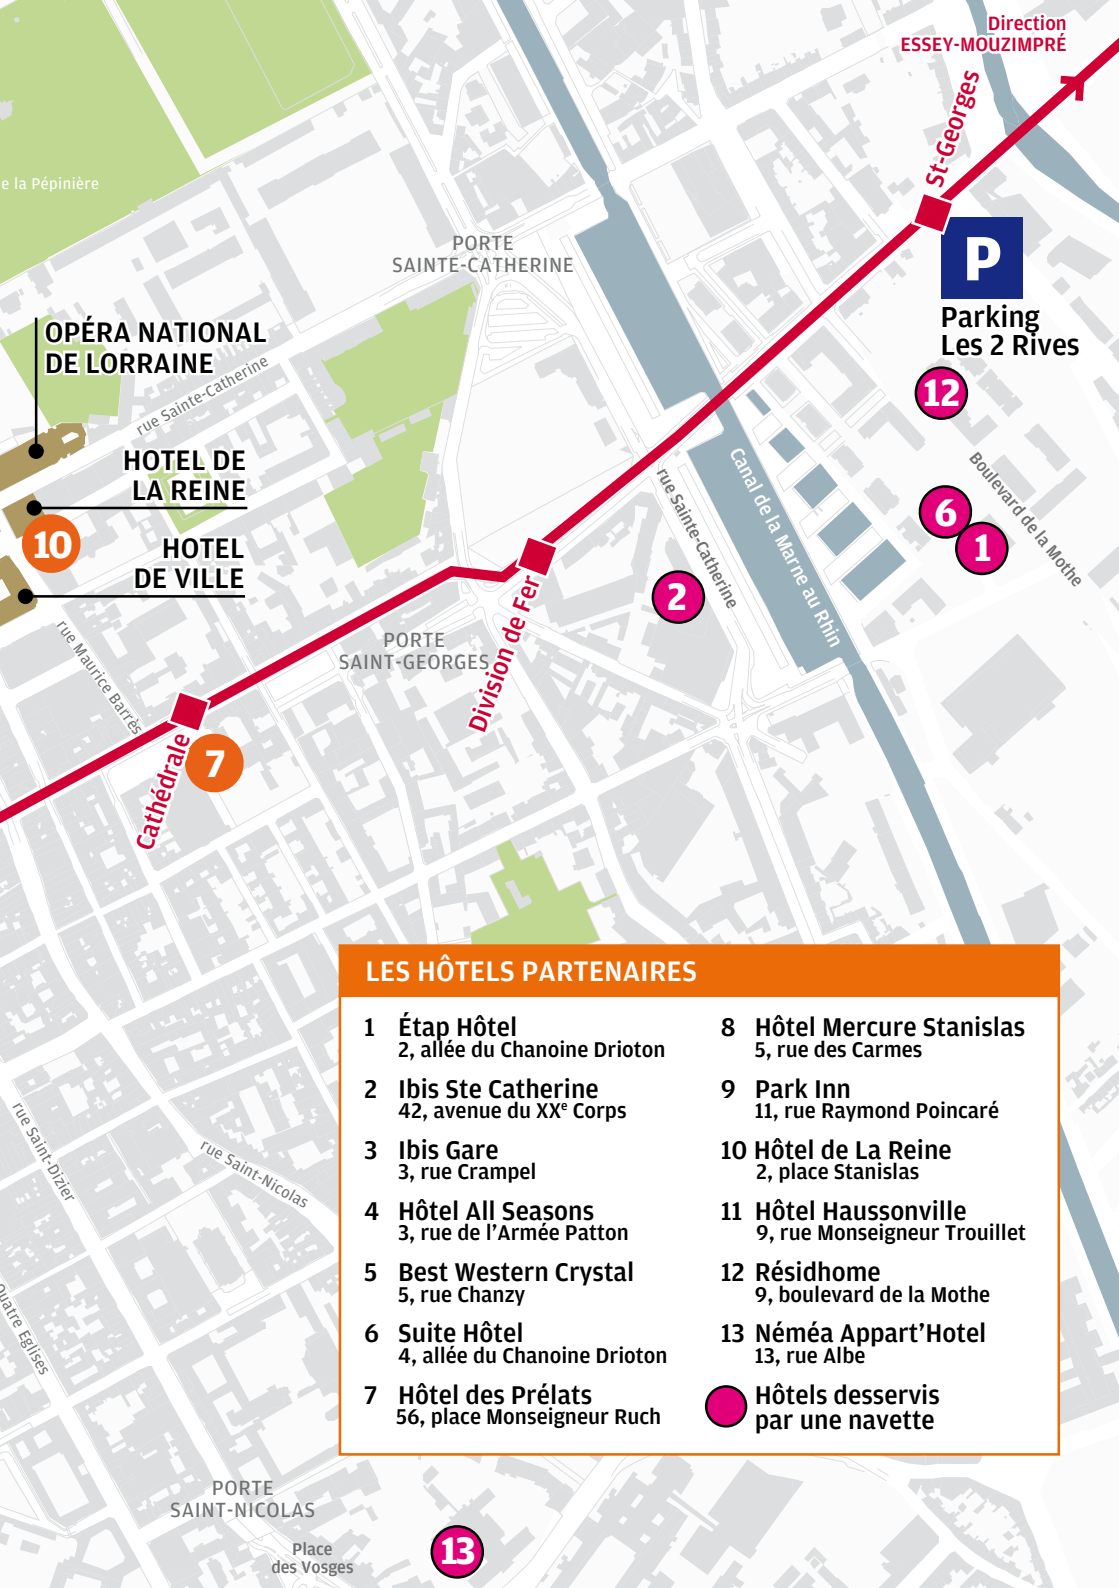 Direction
ESSEY-MOUZIMPRÉ
St-Georges
e la Pépinière
PORTE
SAINTE-CATHERINE
P
Parking
Les 2 Rives
OPÉRA NATIONAL
DE LORRAINE
rue Sainte-Catherine
12
HOTEL DE
LA REINE
Canal de la Marne au Rhin
rue Sainte-Catherine
Boulevard de la Mothe
6
1
10
HOTEL
DE VILLE
2
rue Maurice Barrès
PORTE
SAINT-GEORGES
Division de Fer
Cathédrale
7
LES HÔTELS PARTENAIRES
1 Étap Hôtel
2, allée du Chanoine Drioton
2 Ibis Ste Catherine
42, avenue du XXe Corps
3 Ibis Gare
3, rue Crampel
4 Hôtel All Seasons
3, rue de l'Armée Patton
5 Best Western Crystal
5, rue Chanzy
6 Suite Hôtel
4, allée du Chanoine Drioton
7 Hôtel des Prélats
56, place Monseigneur Ruch
8 Hôtel Mercure Stanislas
5, rue des Carmes
9 Park Inn
11, rue Raymond Poincaré
10 Hôtel de La Reine
2, place Stanislas
11 Hôtel Haussonville
9, rue Monseigneur Trouillet
12 Résidhome
9, boulevard de la Mothe
13 Néméa Appart'Hotel
13, rue Albe
Hôtels desservis
par une navette
rue Saint-Dizier
rue Saint-Nicolas
Quatre Eglises
PORTE
SAINT-NICOLAS
Place
des Vosges
13